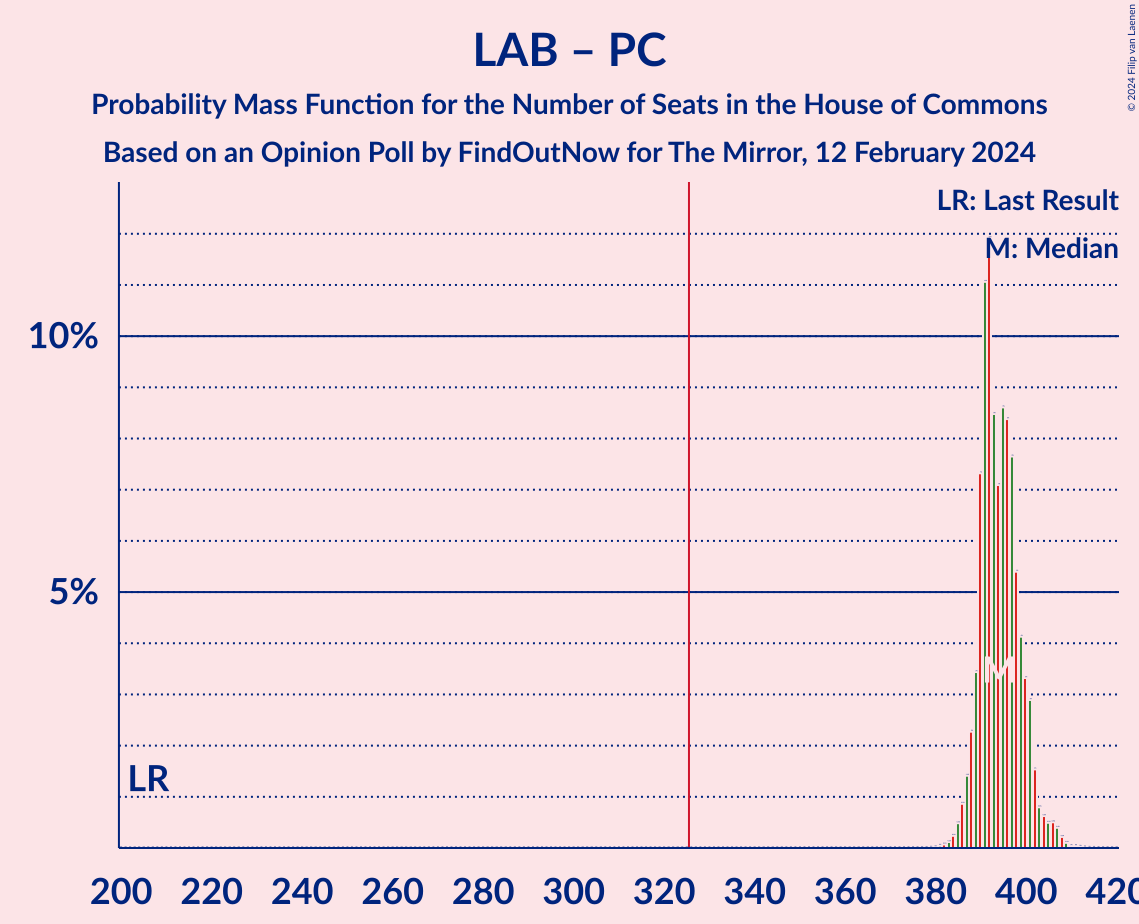 LAB – PC
Probability Mass Function for the Number of Seats in the House of Commons
Based on an Opinion Poll by FindOutNow for The Mirror, 12 February 2024
© 2024 Filip van Laenen
LR: Last Result
M: Median
10%
5%
M
LR
200 220 240 260 280 300 320 340 360 380 400 420